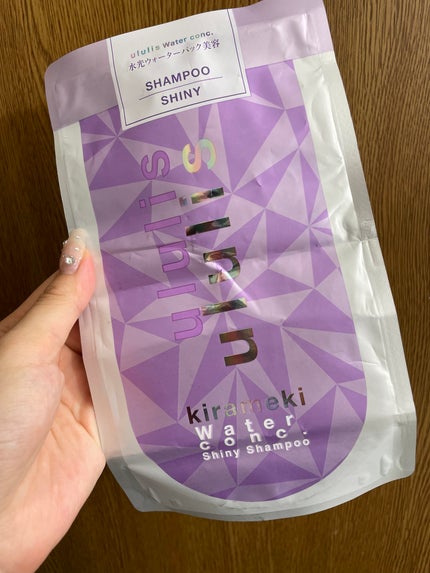 ululis Water conc.
水光ウォーターパック美容
SHAMPOO
SHINY
ululis
ululis
kirameki
Water
conc.
Shiny Shampoo